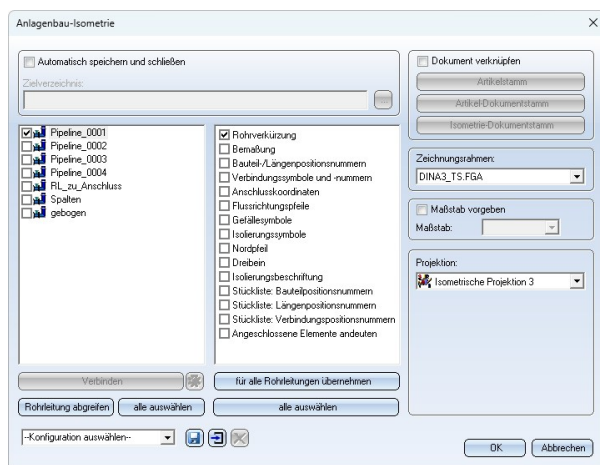 Anlagenbau-Isometrie
Automatisch speichern und schließen
Zielverzeichnis:
...
Pipeline_0001
Pipeline_0002
Pipeline_0003
Pipeline_0004
RL_zu_Anschluss
Spalten
gebogen
Verbinden
Rohrleitung abgreifen
alle auswählen
--Konfiguration auswählen--
Rohrverkürzung
Bemaßung
Bauteil-/Längenpositionsnummern
Verbindungssymbole und -nummern
Anschlusskoordinaten
Flussrichtungspfeile
Gefällesymbole
Isolierungssymbole
Nordpfeil
Dreibein
Isolierungsbeschriftung
Stückliste: Bauteilpositionsnummern
Stückliste: Längenpositionsnummern
Stückliste: Verbindungspositionsnummern
Angeschlossene Elemente andeuten
für alle Rohrleitungen übernehmen
alle auswählen
Dokument verknüpfen
Artikelstamm
Artikel-Dokumentstamm
Isometrie-Dokumentstamm
Zeichnungsrahmen:
DINA3_TS.FGA
Maßstab vorgeben
Maßstab:
Projektion:
Isometrische Projektion 3
OK
Abbrechen